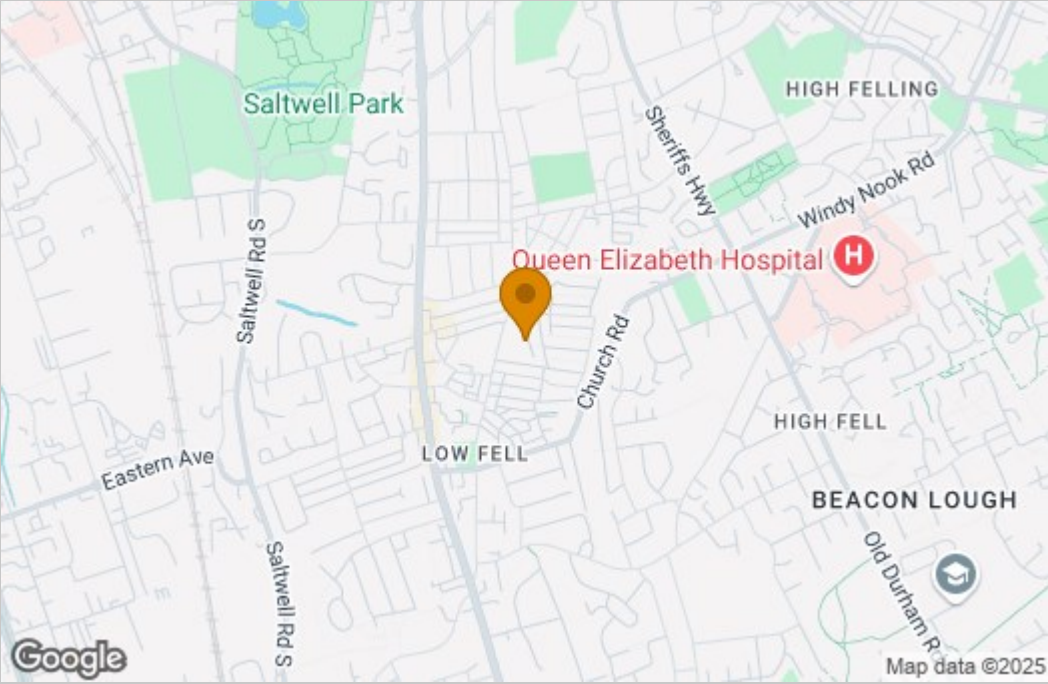 Saltwell Park
HIGH FELLING
Sheriffs Hwy
Windy Nook Rd
Saltwell Rd S
Queen Elizabeth Hospital
H
Church Rd
HIGH FELL
LOW FELL
Eastern Ave
BEACON LOUGH
Saltwell Rd S
Old Durham Rd
Google
Map data ©2025